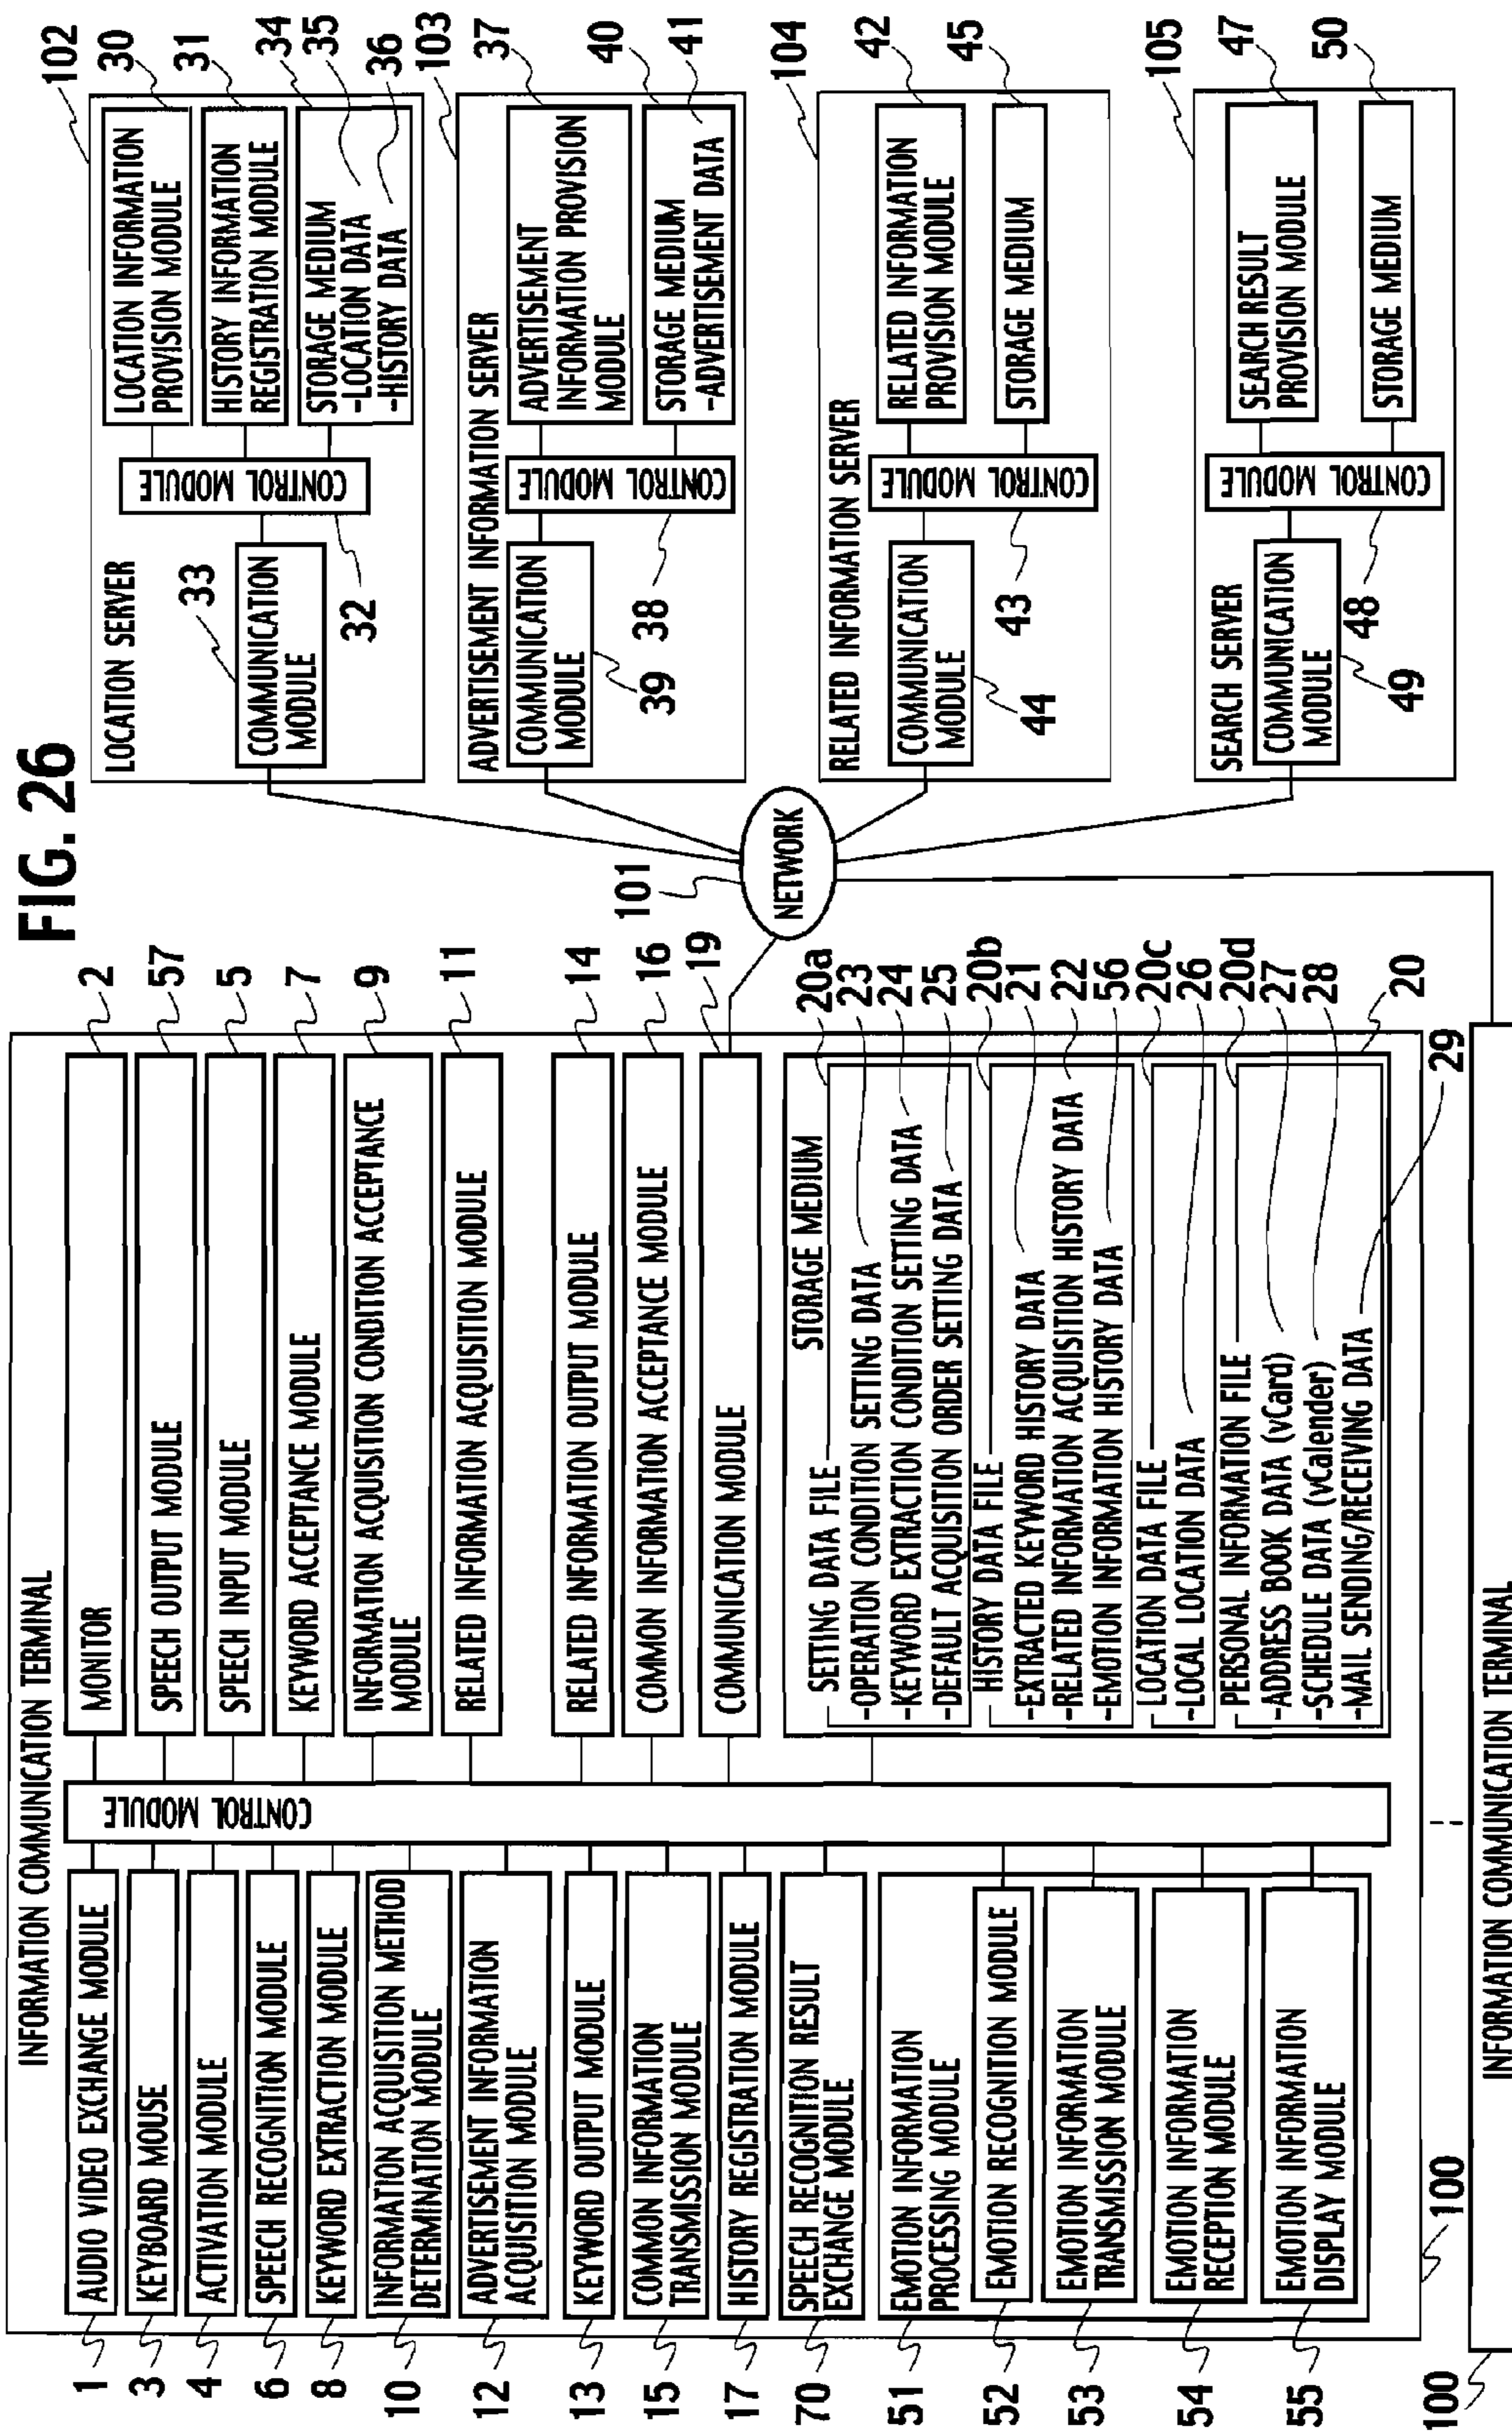 FIG. 26
INFORMATION COMMUNICATION TERMINAL
1
AUDIO VIDEO EXCHANGE MODULE
3
KEYBOARD MOUSE
4
ACTIVATION MODULE
6
SPEECH RECOGNITION MODULE
8
KEYWORD EXTRACTION MODULE
10
INFORMATION ACQUISITION METHOD
DETERMINATION MODULE
12
ADVERTISEMENT INFORMATION
ACQUISITION MODULE
13
KEYWORD OUTPUT MODULE
15
COMMON INFORMATION
TRANSMISSION MODULE
17
HISTORY REGISTRATION MODULE
70
SPEECH RECOGNITION RESULT
EXCHANGE MODULE
51
EMOTION INFORMATION
PROCESSING MODULE
52
EMOTION RECOGNITION MODULE
53
EMOTION INFORMATION
TRANSMISSION MODULE
54
EMOTION INFORMATION
RECEPTION MODULE
55
EMOTION INFORMATION
DISPLAY MODULE
100
CONTROL MODULE
MONITOR
2
SPEECH OUTPUT MODULE
57
SPEECH INPUT MODULE
5
KEYWORD ACCEPTANCE MODULE
7
INFORMATION ACQUISITION CONDITION ACCEPTANCE
MODULE
9
RELATED INFORMATION ACQUISITION MODULE
11
RELATED INFORMATION OUTPUT MODULE
14
COMMON INFORMATION ACCEPTANCE MODULE
16
COMMUNICATION MODULE
19
STORAGE MEDIUM
SETTING DATA FILE
20a
-OPERATION CONDITION SETTING DATA
23
-KEYWORD EXTRACTION CONDITION SETTING DATA
24
-DEFAULT ACQUISITION ORDER SETTING DATA
25
HISTORY DATA FILE
20b
-EXTRACTED KEYWORD HISTORY DATA
21
-RELATED INFORMATION ACQUISITION HISTORY DATA
22
-EMOTION INFORMATION HISTORY DATA
56
LOCATION DATA FILE
20c
-LOCAL LOCATION DATA
26
PERSONAL INFORMATION FILE
20d
-ADDRESS BOOK DATA (vCard)
27
-SCHEDULE DATA (vCalender)
28
-MAIL SENDING/RECEIVING DATA
20
29
100
INFORMATION COMMUNICATION TERMINAL
101
NETWORK
102
LOCATION SERVER
33
COMMUNICATION
MODULE
32
CONTROL MODULE
LOCATION INFORMATION
PROVISION MODULE
30
HISTORY INFORMATION
REGISTRATION MODULE
31
STORAGE MEDIUM
34
-LOCATION DATA
35
-HISTORY DATA
36
103
ADVERTISEMENT INFORMATION SERVER
COMMUNICATION
MODULE
39
38
CONTROL MODULE
ADVERTISEMENT
INFORMATION PROVISION
MODULE
37
STORAGE MEDIUM
40
-ADVERTISEMENT DATA
41
104
RELATED INFORMATION SERVER
COMMUNICATION
MODULE
44
43
CONTROL MODULE
RELATED INFORMATION
PROVISION MODULE
42
STORAGE MEDIUM
45
105
SEARCH SERVER
COMMUNICATION
MODULE
49
48
CONTROL MODULE
SEARCH RESULT
PROVISION MODULE
47
STORAGE MEDIUM
50